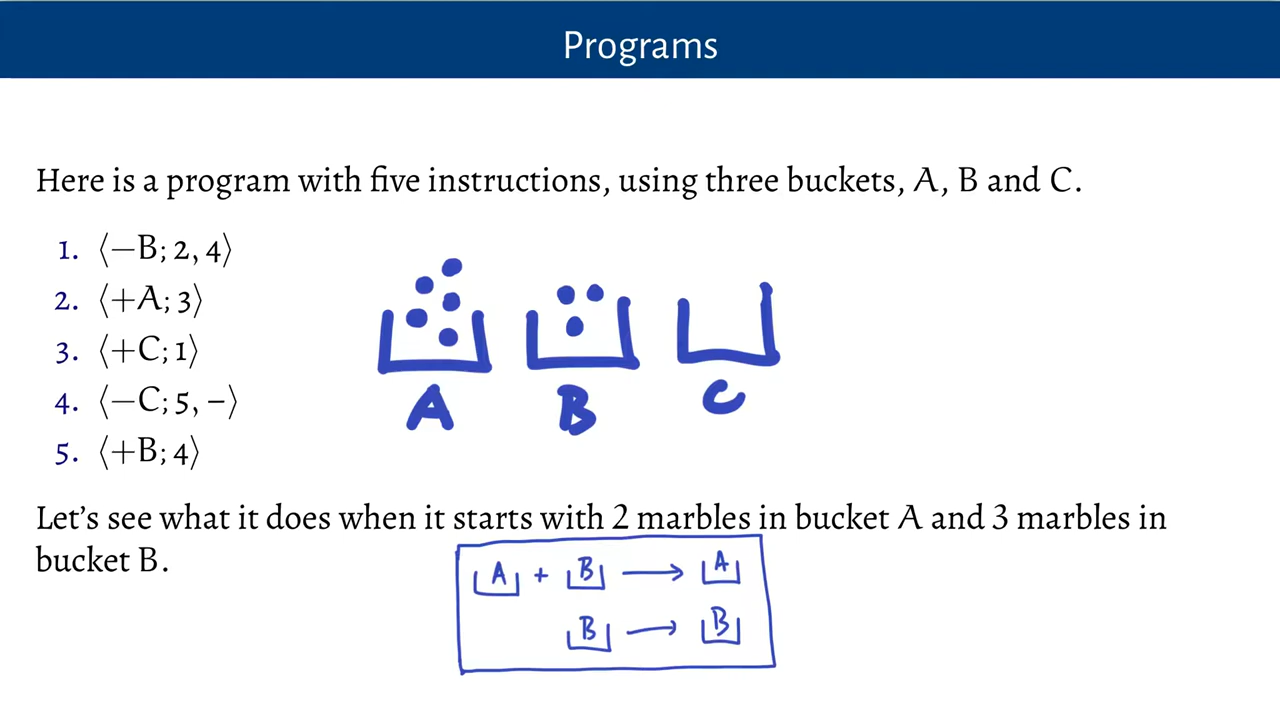 Programs
Here is a program with five instructions, using three buckets, A, B and C.
1. ⟨−B; 2, 4⟩
2. ⟨+A; 3⟩
3. ⟨+C; 1⟩
4. ⟨−C; 5, −⟩
5. ⟨+B; 4⟩
A B C
Let's see what it does when it starts with 2 marbles in bucket A and 3 marbles in
bucket B.
A + B → A
B → B